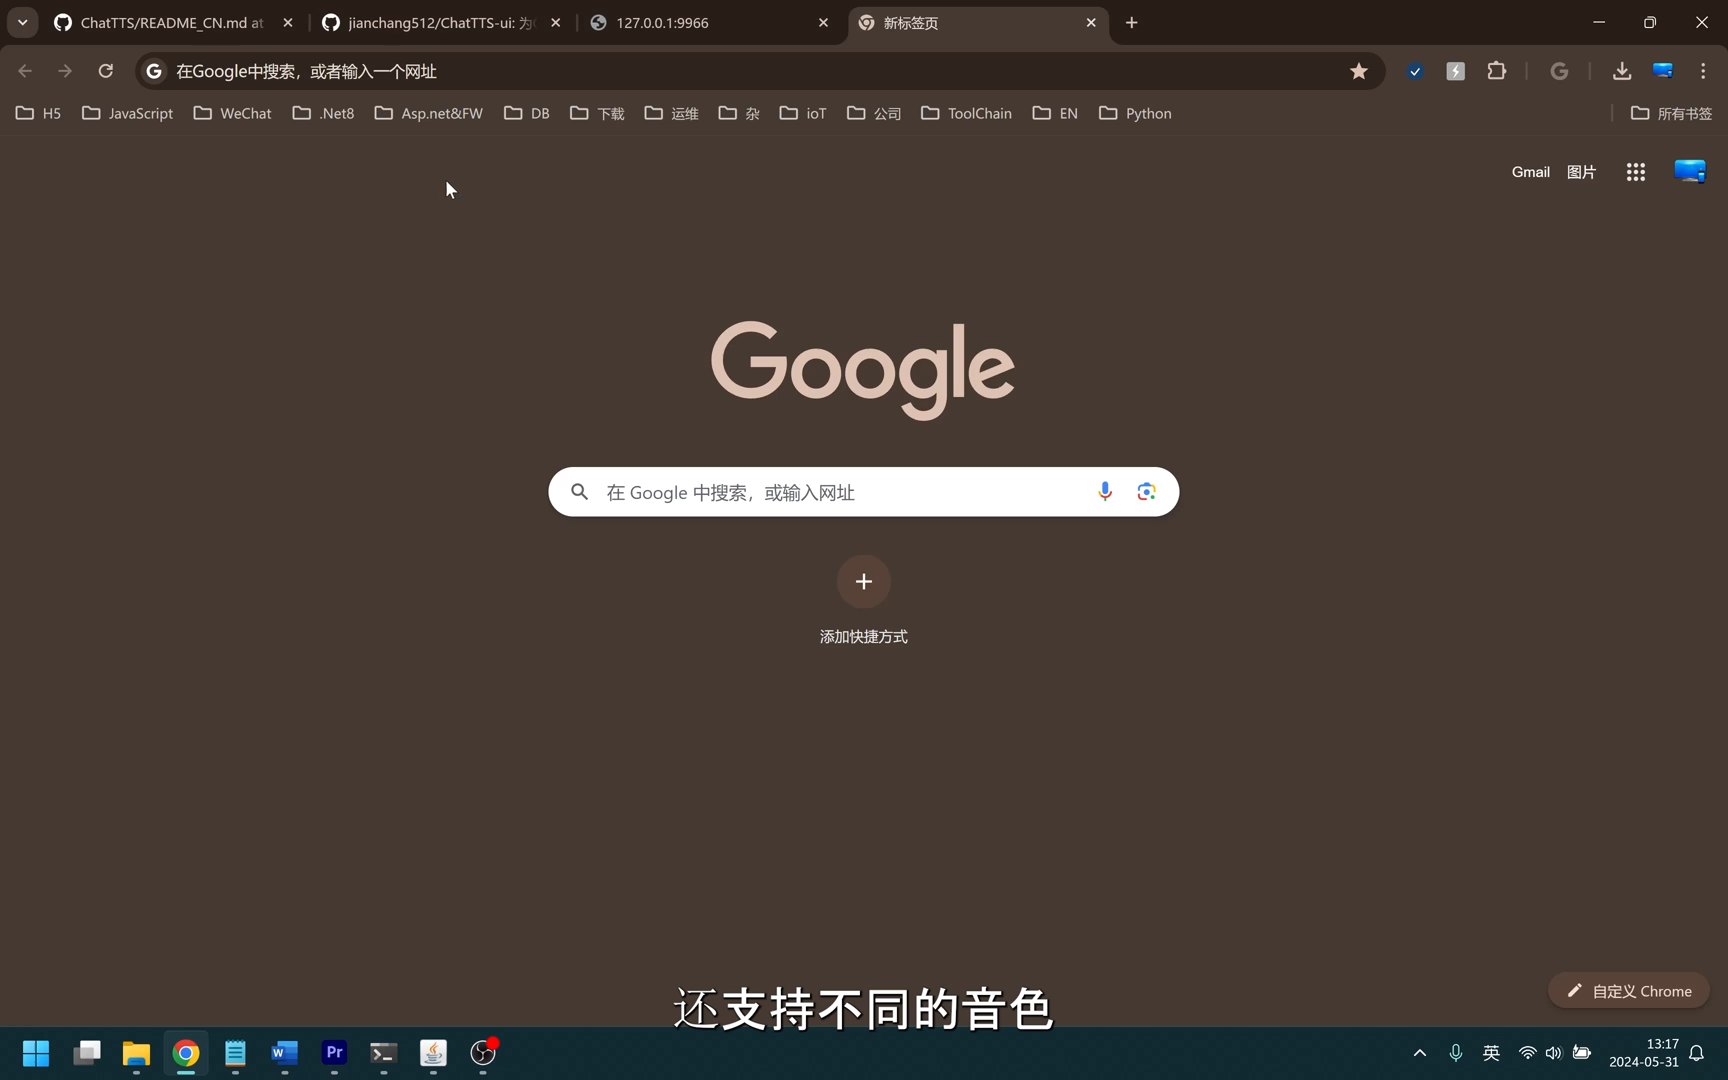 ChatTTS/README_CN.md at
jianchang512/ChatTTS-ui: 为
127.0.0.1:9966
新标签页
在Google中搜索，或者输入一个网址
H5
JavaScript
WeChat
.Net8
Asp.net&FW
DB
下载
运维
杂
ioT
公司
ToolChain
EN
Python
所有书签
Gmail
图片
Google
在 Google 中搜索，或输入网址
添加快捷方式
自定义 Chrome
还支持不同的音色
英
13:17
2024-05-31